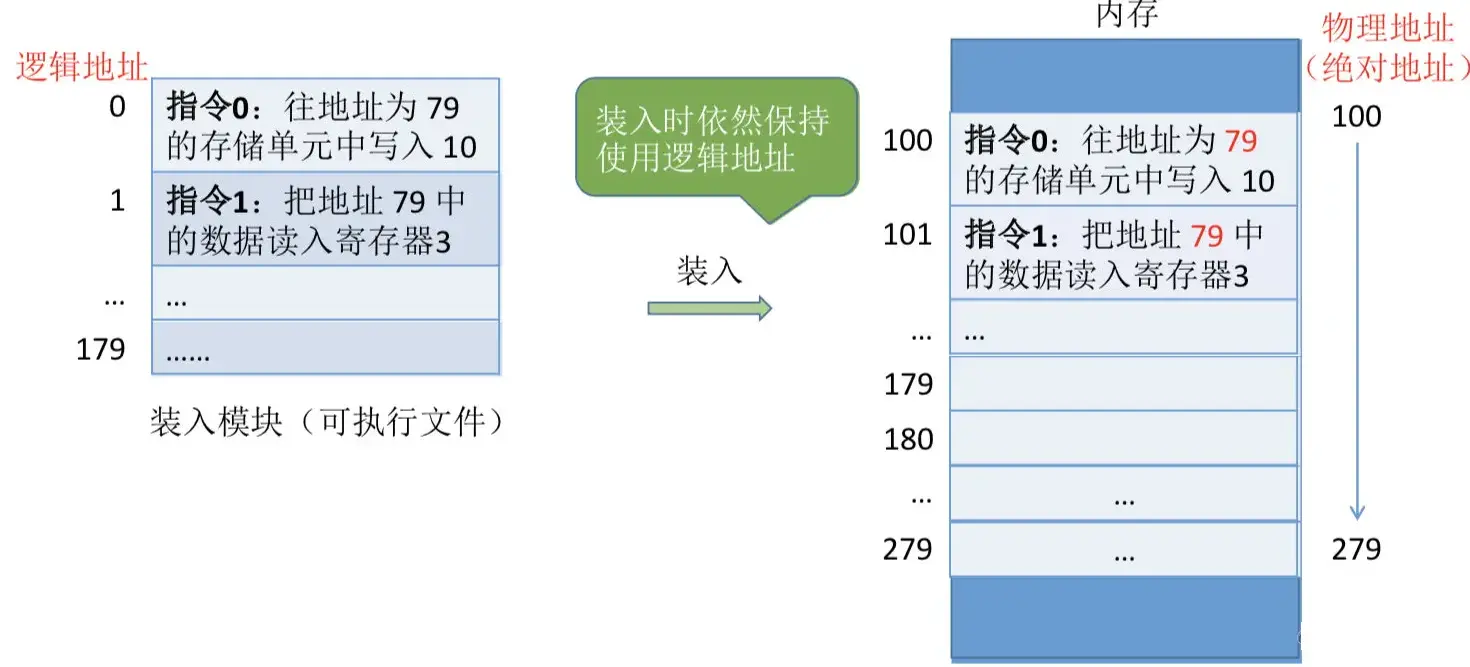 逻辑地址
0
指令0：往地址为 79
的存储单元中写入 10
1
指令1：把地址 79 中
的数据读入寄存器3
...
...
179
......
装入模块（可执行文件）
装入时依然保持
使用逻辑地址
装入
内存
物理地址
（绝对地址）
100
指令0：往地址为 79
的存储单元中写入 10
100
101
指令1：把地址 79 中
的数据读入寄存器3
...
...
179
180
...
...
279
...
279